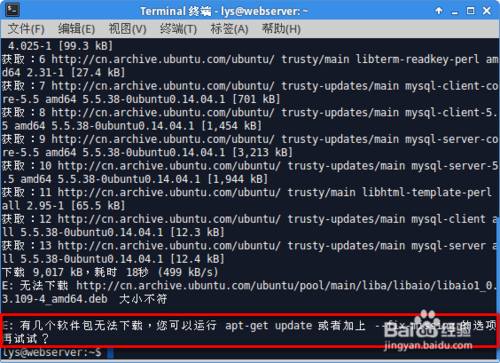 Terminal 终端 - lys@webserver: ~
文件(F) 编辑(E) 视图(V) 终端(T) 标签(A) 帮助(H)
4.025-1 [99.3 kB]
获取：6 http://cn.archive.ubuntu.com/ubuntu/ trusty/main libterm-readkey-perl am
d64 2.31-1 [27.4 kB]
获取：7 http://cn.archive.ubuntu.com/ubuntu/ trusty-updates/main mysql-client-co
re-5.5 amd64 5.5.38-0ubuntu0.14.04.1 [701 kB]
获取：8 http://cn.archive.ubuntu.com/ubuntu/ trusty-updates/main mysql-client-5.
5 amd64 5.5.38-0ubuntu0.14.04.1 [1,454 kB]
获取：9 http://cn.archive.ubuntu.com/ubuntu/ trusty-updates/main mysql-server-co
re-5.5 amd64 5.5.38-0ubuntu0.14.04.1 [3,213 kB]
获取：10 http://cn.archive.ubuntu.com/ubuntu/ trusty-updates/main mysql-server-5
.5 amd64 5.5.38-0ubuntu0.14.04.1 [1,944 kB]
获取：11 http://cn.archive.ubuntu.com/ubuntu/ trusty/main libhtml-template-perl
all 2.95-1 [65.5 kB]
获取：12 http://cn.archive.ubuntu.com/ubuntu/ trusty-updates/main mysql-client a
ll 5.5.38-0ubuntu0.14.04.1 [12.3 kB]
获取：13 http://cn.archive.ubuntu.com/ubuntu/ trusty-updates/main mysql-server a
ll 5.5.38-0ubuntu0.14.04.1 [12.4 kB]
下载 9,017 kB，耗时 18秒 (499 kB/s)
E: 无法下载 http://cn.archive.ubuntu.com/ubuntu/pool/main/liba/libaio/libaio1_0.
3.109-4_amd64.deb 大小不符
E: 有几个软件包无法下载，您可以运行 apt-get update 或者加上 --fix-missing 的选项
再试试？
lys@webserver:~$
Baidu 经验
jingyan.baidu.com